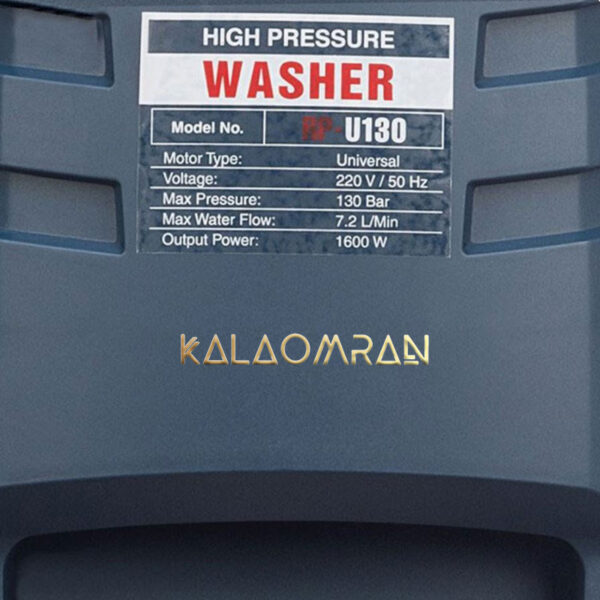 HIGH PRESSURE
WASHER
Model No. RP-U130
Motor Type: Universal
Voltage: 220 V / 50 Hz
Max Pressure: 130 Bar
Max Water Flow: 7.2 L/Min
Output Power: 1600 W
KALAOMRAN